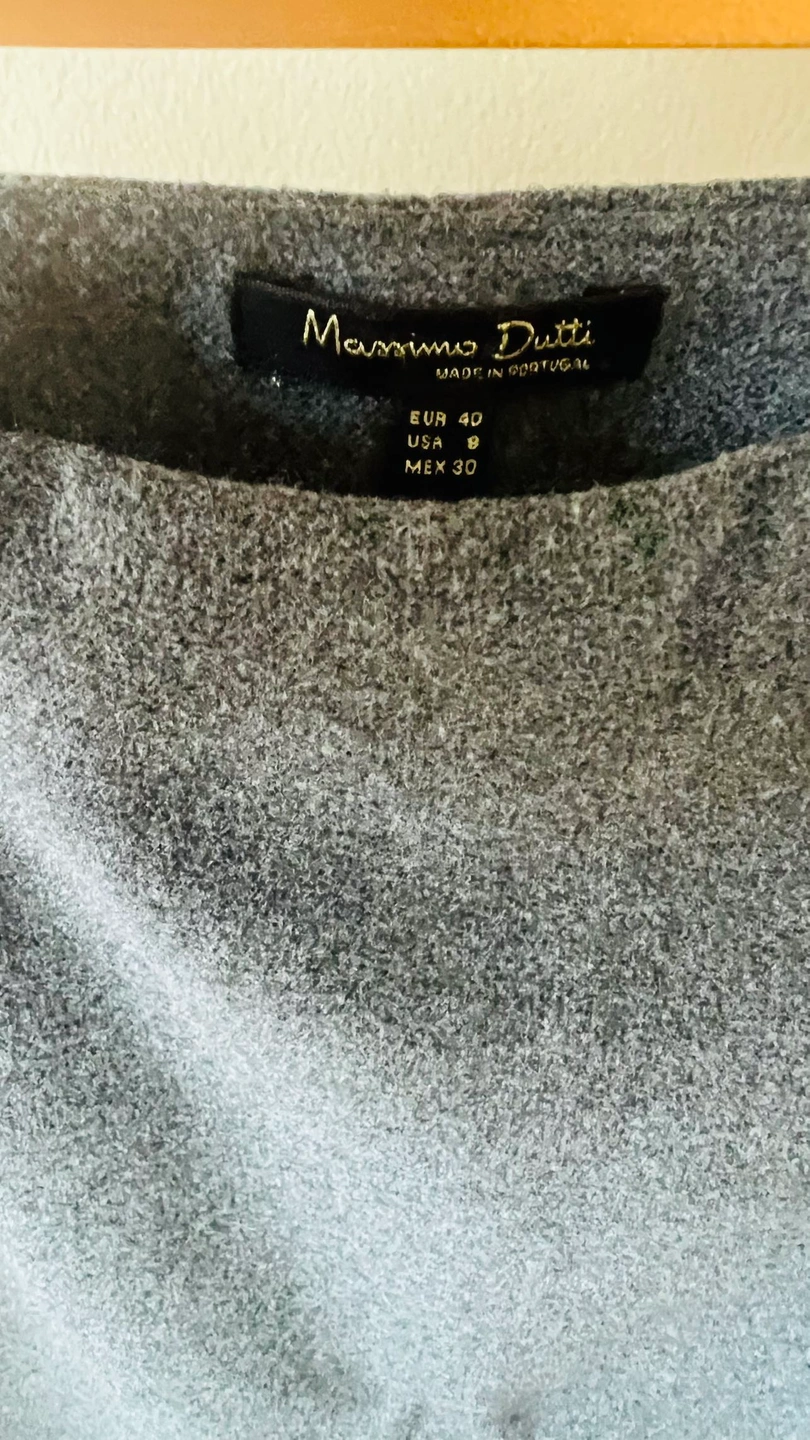 Massimo Dutti
MADE IN PORTUGAL
EUR 40
USA 8
MEX 30